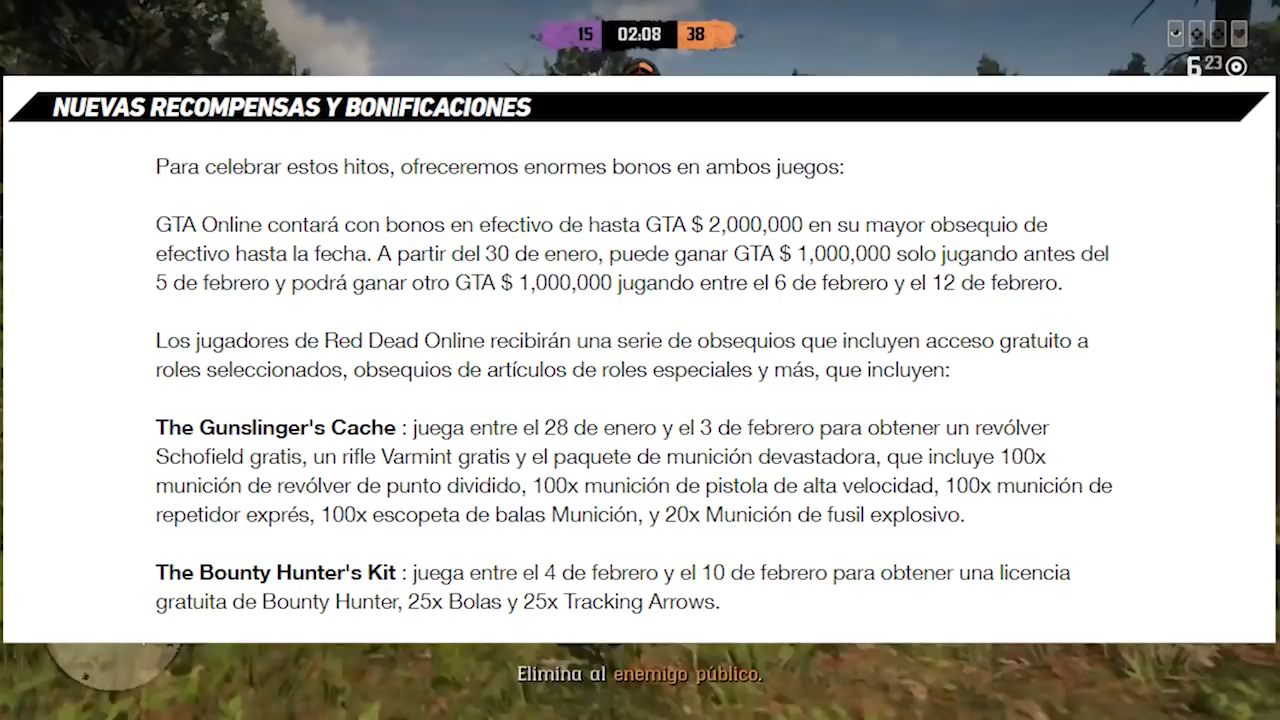 15 02:08 38
6 23
NUEVAS RECOMPENSAS Y BONIFICACIONES
Para celebrar estos hitos, ofreceremos enormes bonos en ambos juegos:
GTA Online contará con bonos en efectivo de hasta GTA $ 2,000,000 en su mayor obsequio de
efectivo hasta la fecha. A partir del 30 de enero, puede ganar GTA $ 1,000,000 solo jugando antes del
5 de febrero y podrá ganar otro GTA $ 1,000,000 jugando entre el 6 de febrero y el 12 de febrero.
Los jugadores de Red Dead Online recibirán una serie de obsequios que incluyen acceso gratuito a
roles seleccionados, obsequios de artículos de roles especiales y más, que incluyen:
The Gunslinger's Cache : juega entre el 28 de enero y el 3 de febrero para obtener un revólver
Schofield gratis, un rifle Varmint gratis y el paquete de munición devastadora, que incluye 100x
munición de revólver de punto dividido, 100x munición de pistola de alta velocidad, 100x munición de
repetidor exprés, 100x escopeta de balas Munición, y 20x Munición de fusil explosivo.
The Bounty Hunter's Kit : juega entre el 4 de febrero y el 10 de febrero para obtener una licencia
gratuita de Bounty Hunter, 25x Bolas y 25x Tracking Arrows.
Elimina al enemigo público.